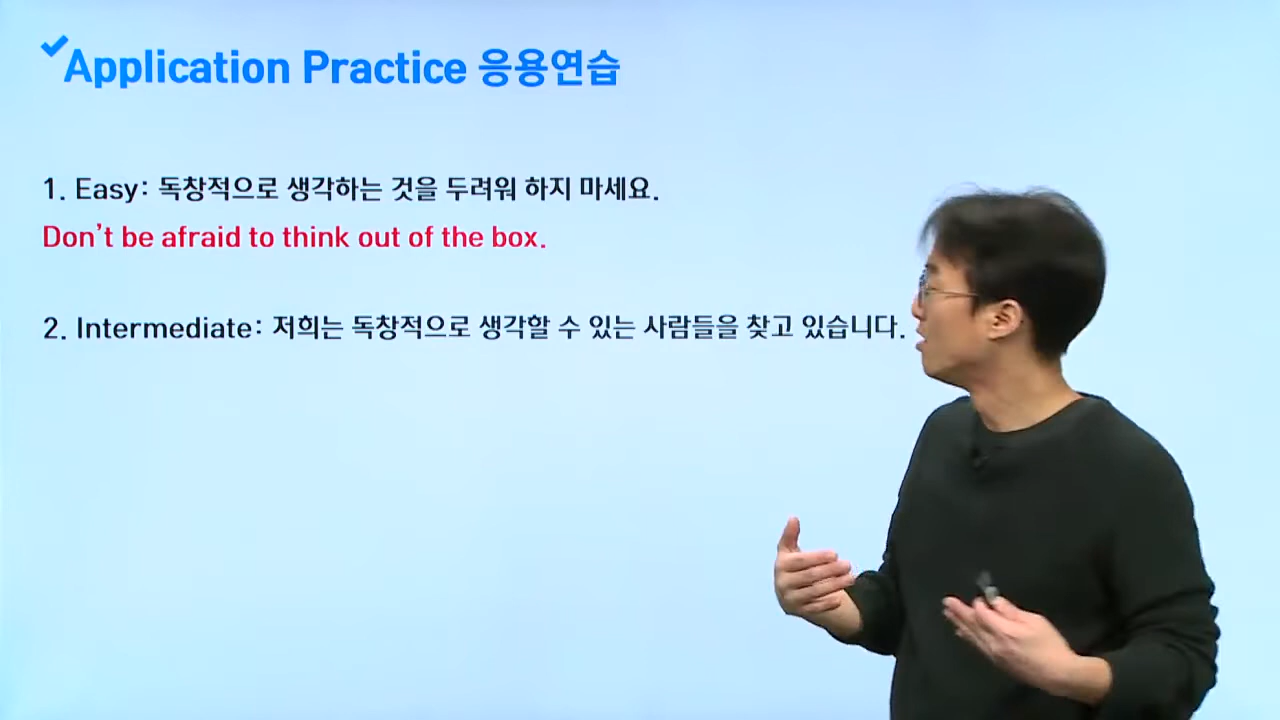 Application Practice 응용연습
1. Easy: 독창적으로 생각하는 것을 두려워 하지 마세요.
Don't be afraid to think out of the box.
2. Intermediate: 저희는 독창적으로 생각할 수 있는 사람들을 찾고 있습니다.